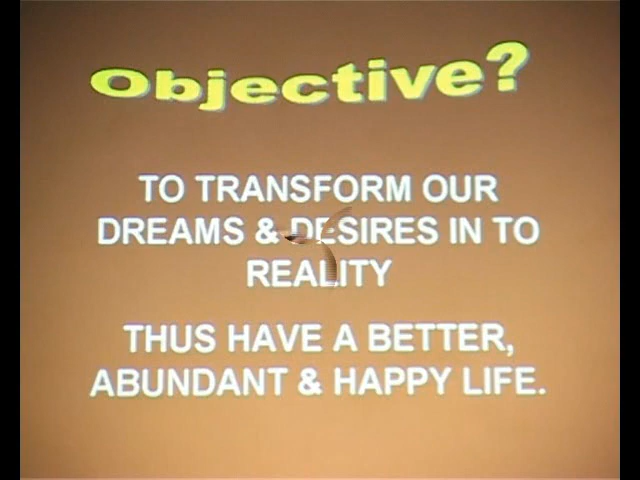 Objective?
TO TRANSFORM OUR
DREAMS & DESIRES IN TO
REALITY
THUS HAVE A BETTER,
ABUNDANT & HAPPY LIFE.